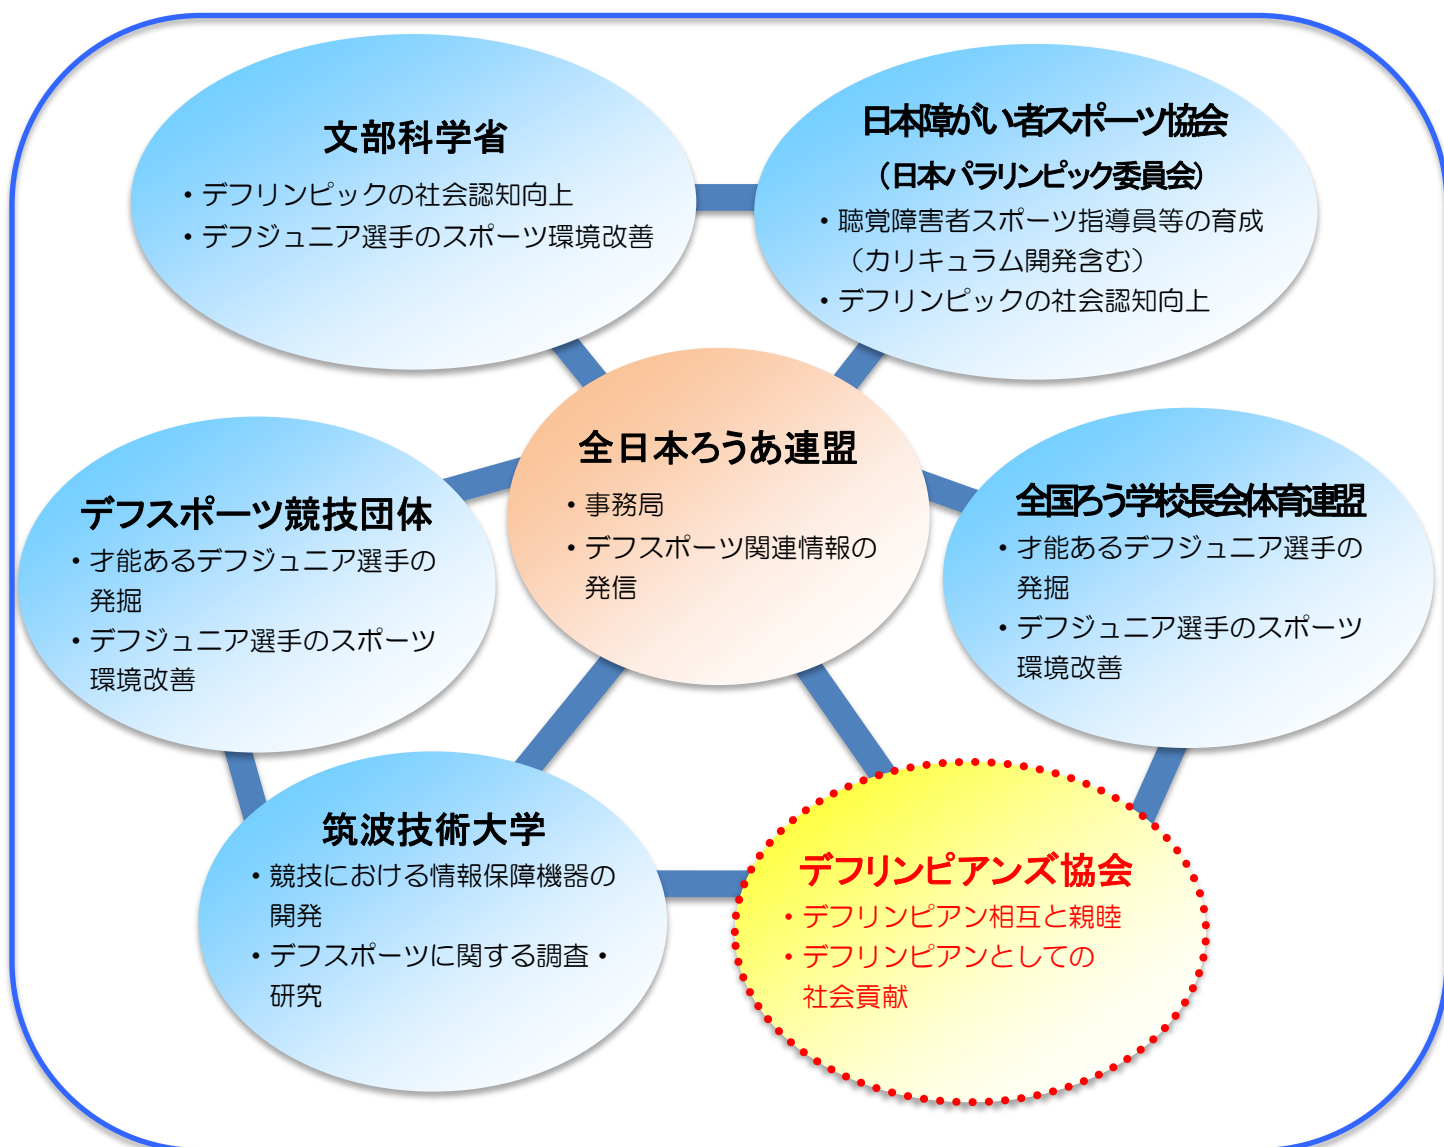 文部科学省
・デフリンピックの社会認知向上
・デフジュニア選手のスポーツ環境改善
日本障がい者スポーツ協会
（日本パラリンピック委員会）
・聴覚障害者スポーツ指導員等の育成
（カリキュラム開発含む）
・デフリンピックの社会認知向上
全日本ろうあ連盟
・事務局
・デフスポーツ関連情報の
発信
デフスポーツ競技団体
・才能あるデフジュニア選手の
発掘
・デフジュニア選手のスポーツ
環境改善
全国ろう学校長会体育連盟
・才能あるデフジュニア選手の
発掘
・デフジュニア選手のスポーツ
環境改善
筑波技術大学
・競技における情報保障機器の
開発
・デフスポーツに関する調査・
研究
デフリンピアンズ協会
・デフリンピアン相互と親睦
・デフリンピアンとしての
社会貢献